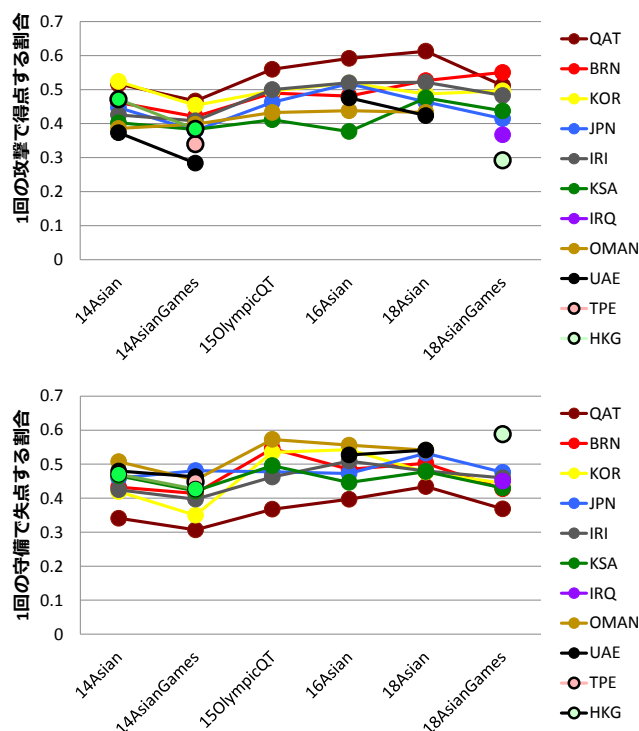 0.7
0.6
0.5
0.4
0.3
0.2
0.1
0
1回の攻撃で得点する割合
14Asian
14AsianGames
15OlympicQT
16Asian
18Asian
18AsianGames
QAT
BRN
KOR
JPN
IRI
KSA
IRQ
OMAN
UAE
TPE
HKG
0.7
0.6
0.5
0.4
0.3
0.2
0.1
0
1回の守備で失点する割合
14Asian
14AsianGames
15OlympicQT
16Asian
18Asian
18AsianGames
QAT
BRN
KOR
JPN
IRI
KSA
IRQ
OMAN
UAE
TPE
HKG